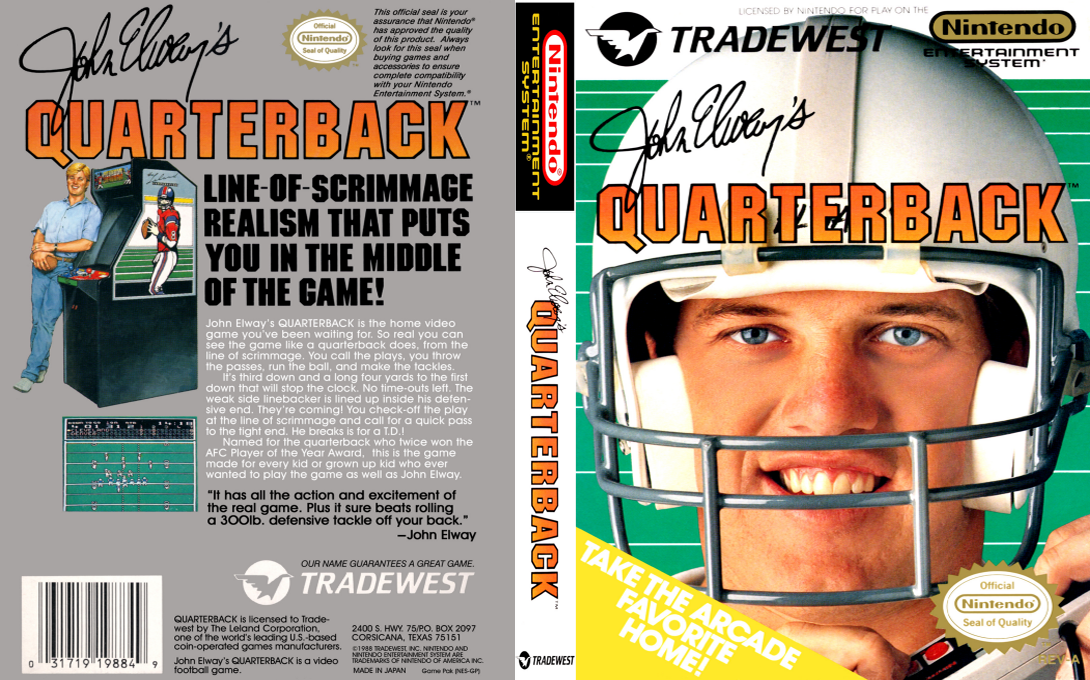 John Elway's
QUARTERBACK™
Official
Nintendo®
Seal of Quality
This official seal is your
assurance that Nintendo®
has approved the quality
of this product. Always
look for this seal when
buying games and
accessories to ensure
complete compatibility
with your Nintendo
Entertainment System.®
LINE-OF-SCRIMMAGE
REALISM THAT PUTS
YOU IN THE MIDDLE
OF THE GAME!
John Elway's QUARTERBACK is the home video
game you've been waiting for. So real you can
see the game like a quarterback does, from the
line of scrimmage. You call the plays, you throw
the passes, run the ball, and make the tackles.
It's third down and a long four yards to the first
down that will stop the clock. No time-outs left. The
weak side linebacker is lined up inside his defen-
sive end. They're coming! You check-off the play
at the line of scrimmage and call for a quick pass
to the tight end. He breaks is for a T.D.!
Named for the quarterback who twice won the
AFC Player of the Year Award, this is the game
made for every kid or grown up kid who ever
wanted to play the game as well as John Elway.
"It has all the action and excitement of
the real game. Plus it sure beats rolling
a 300lb. defensive tackle off your back."
—John Elway
OUR NAME GUARANTEES A GREAT GAME.
TRADEWEST
0 31719 19884 9
QUARTERBACK is licensed to Trade-
west by The Leland Corporation,
one of the world's leading U.S.-based
coin-operated games manufacturers.
John Elway's QUARTERBACK is a video
football game.
2400 S. HWY. 75/P.O. BOX 2097
CORSICANA, TEXAS 75151
©1988 TRADEWEST, INC. NINTENDO AND
NINTENDO ENTERTAINMENT SYSTEM ARE
TRADEMARKS OF NINTENDO OF AMERICA INC.
MADE IN JAPAN Game Pak (NES-GP)
Nintendo®
ENTERTAINMENT
SYSTEM®
John Elway's
QUARTERBACK™
TRADEWEST
LICENSED BY NINTENDO FOR PLAY ON THE
TRADEWEST
Nintendo
ENTERTAINMENT
SYSTEM®
John Elway's
QUARTERBACK™
TAKE THE ARCADE
FAVORITE
HOME!
Official
Nintendo®
Seal of Quality
REV-A